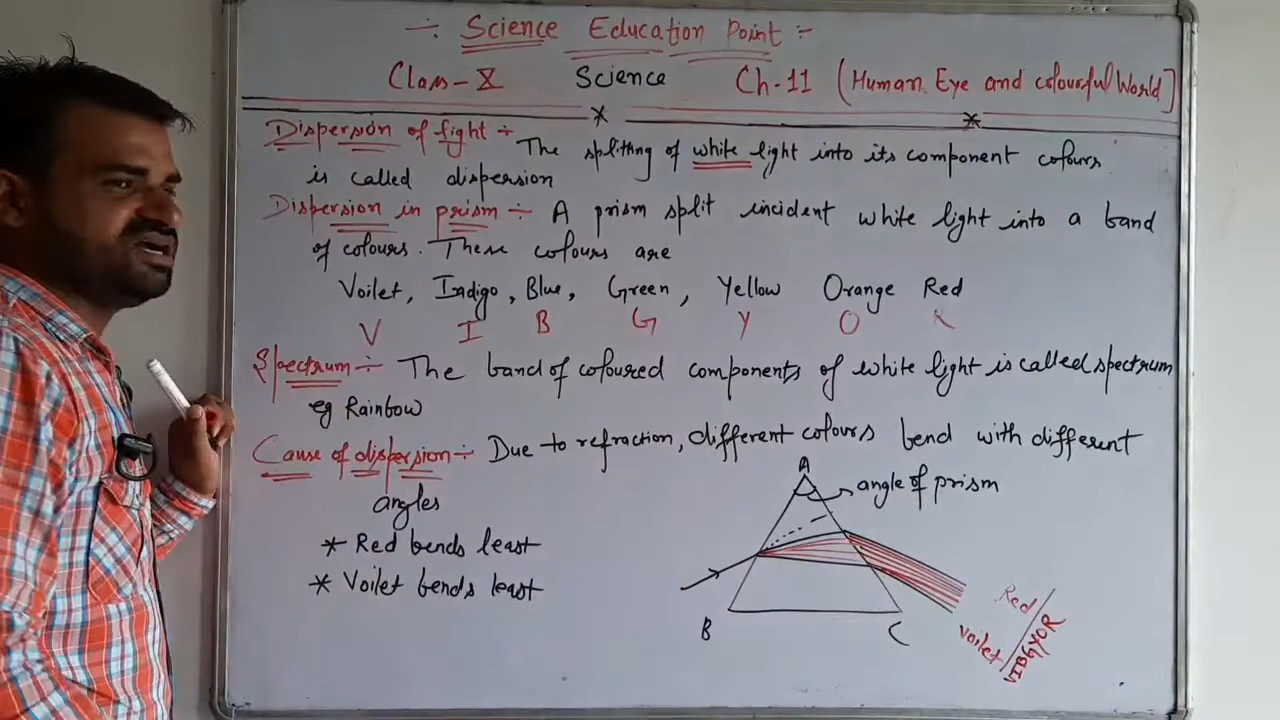 ÷ Science Education Point :-
Class-X Science Ch-11 (Human Eye and colourful World]
Dispersion of light ÷ The splitting of white light into its component colours
is called dispersion
Dispersion in prism ÷ A prism split incident white light into a band
of colours. These colours are
Voilet, Indigo, Blue, Green, Yellow Orange Red
V I B G Y O R
Spectrum ÷ The band of coloured components of white light is called spectrum
eg Rainbow
Cause of dispersion ÷ Due to refraction, different colours bend with different
angles
* Red bends least
* Voilet bends least
A
angle of prism
B
C
Red
Voilet
VIBGYOR